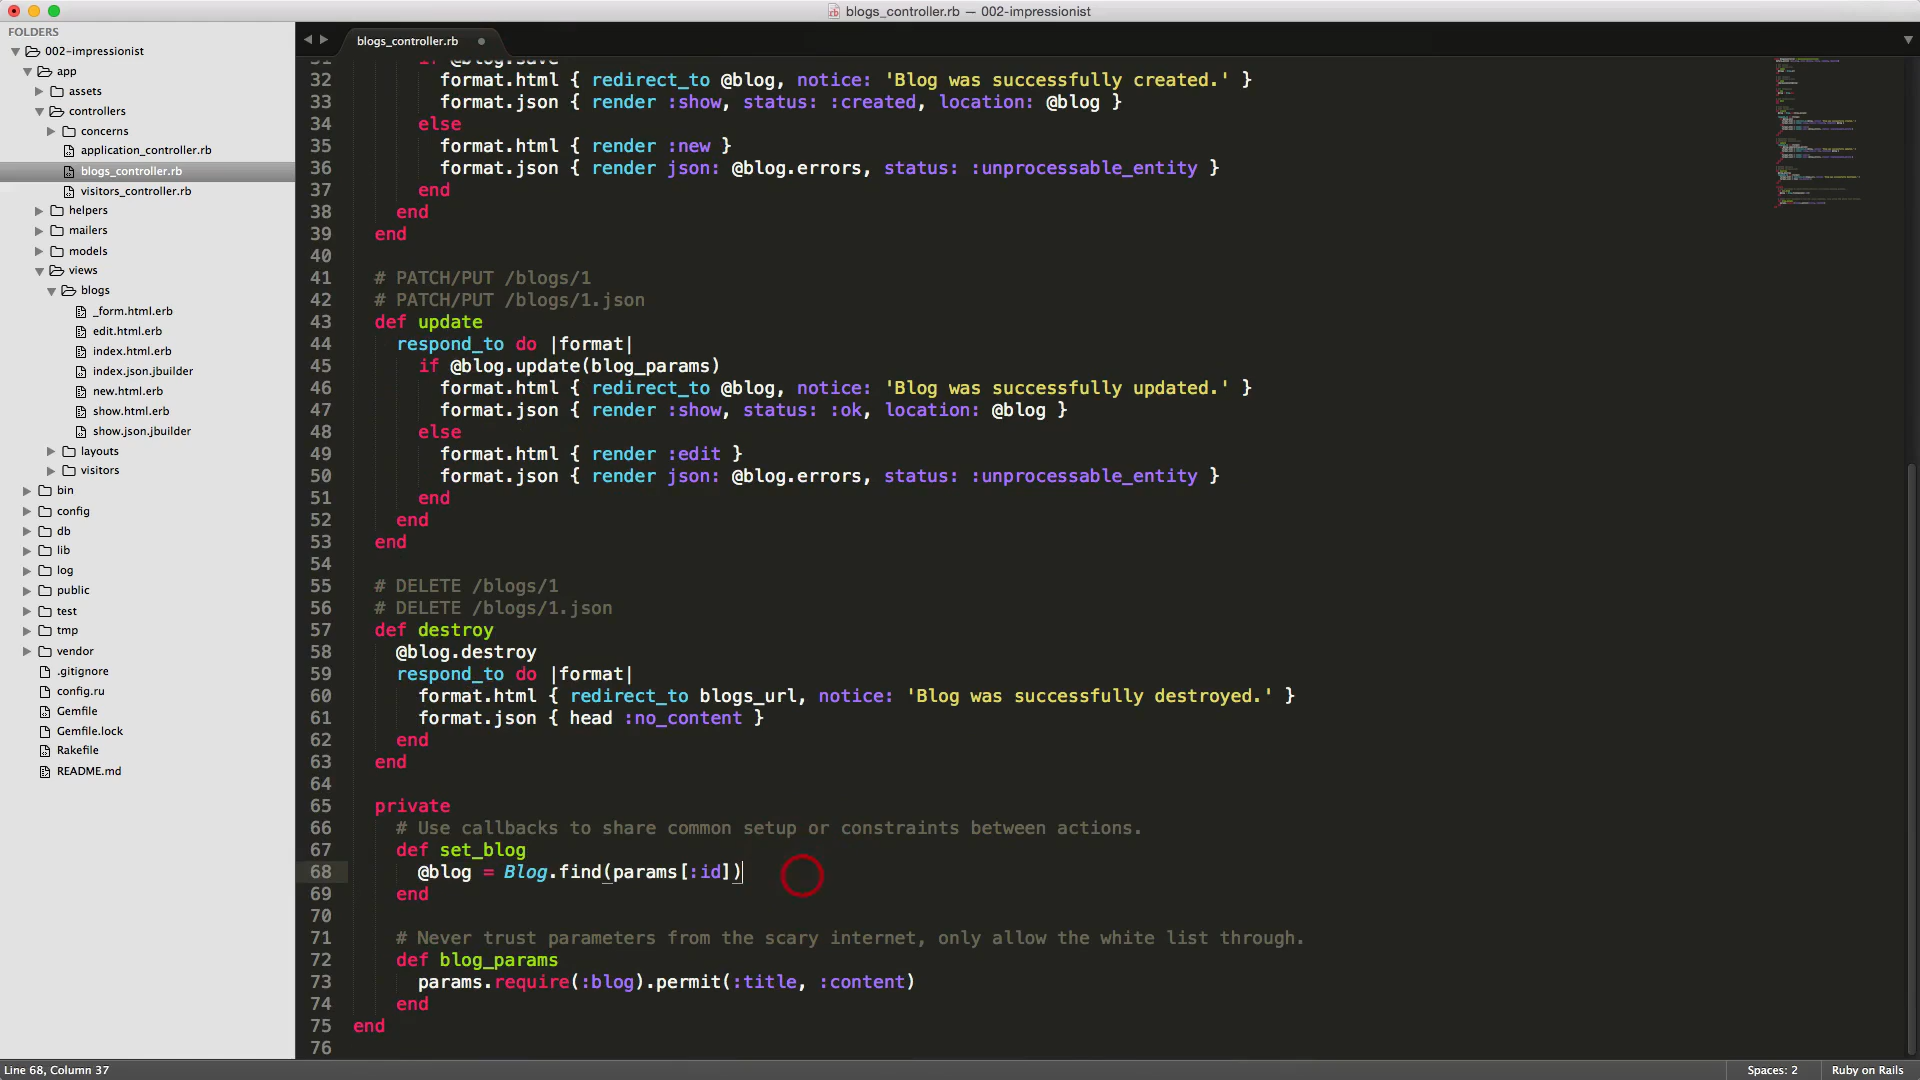 blogs_controller.rb — 002-impressionist
FOLDERS
002-impressionist
app
assets
controllers
concerns
application_controller.rb
blogs_controller.rb
visitors_controller.rb
helpers
mailers
models
views
blogs
_form.html.erb
edit.html.erb
index.html.erb
index.json.jbuilder
new.html.erb
show.html.erb
show.json.jbuilder
layouts
visitors
bin
config
db
lib
log
public
test
tmp
vendor
.gitignore
config.ru
Gemfile
Gemfile.lock
Rakefile
README.md
blogs_controller.rb
31 if @blog.save
32 format.html { redirect_to @blog, notice: 'Blog was successfully created.' }
33 format.json { render :show, status: :created, location: @blog }
34 else
35 format.html { render :new }
36 format.json { render json: @blog.errors, status: :unprocessable_entity }
37 end
38 end
39 end
40
41 # PATCH/PUT /blogs/1
42 # PATCH/PUT /blogs/1.json
43 def update
44 respond_to do |format|
45 if @blog.update(blog_params)
46 format.html { redirect_to @blog, notice: 'Blog was successfully updated.' }
47 format.json { render :show, status: :ok, location: @blog }
48 else
49 format.html { render :edit }
50 format.json { render json: @blog.errors, status: :unprocessable_entity }
51 end
52 end
53 end
54
55 # DELETE /blogs/1
56 # DELETE /blogs/1.json
57 def destroy
58 @blog.destroy
59 respond_to do |format|
60 format.html { redirect_to blogs_url, notice: 'Blog was successfully destroyed.' }
61 format.json { head :no_content }
62 end
63 end
64
65 private
66 # Use callbacks to share common setup or constraints between actions.
67 def set_blog
68 @blog = Blog.find(params[:id])
69 end
70
71 # Never trust parameters from the scary internet, only allow the white list through.
72 def blog_params
73 params.require(:blog).permit(:title, :content)
74 end
75 end
76
Line 68, Column 37
Spaces: 2
Ruby on Rails